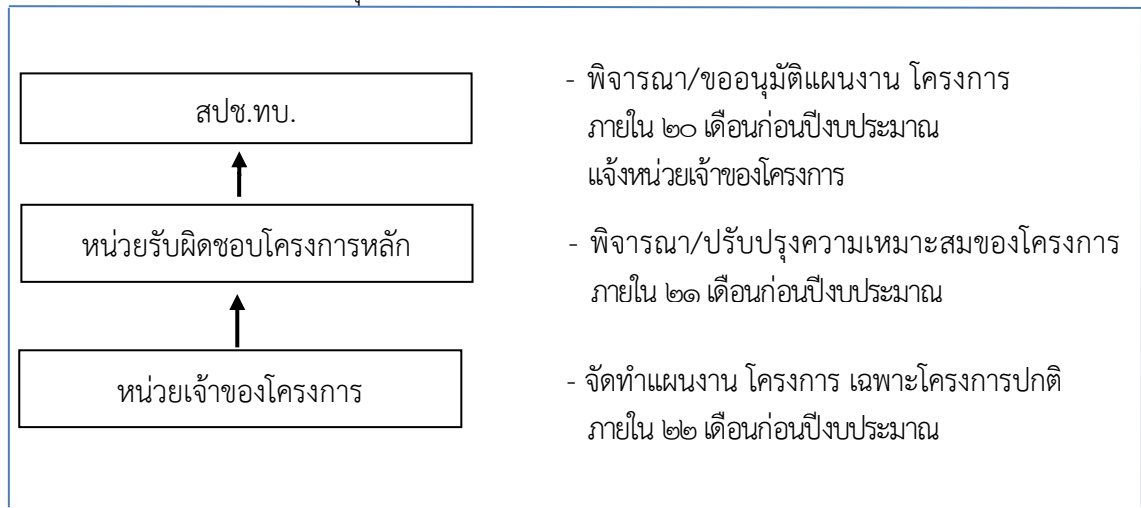 สปช.ทบ.
- พิจารณา/ขออนุมัติแผนงาน โครงการ
ภายใน ๒๐ เดือนก่อนปีงบประมาณ
แจ้งหน่วยเจ้าของโครงการ
หน่วยรับผิดชอบโครงการหลัก
- พิจารณา/ปรับปรุงความเหมาะสมของโครงการ
ภายใน ๒๑ เดือนก่อนปีงบประมาณ
หน่วยเจ้าของโครงการ
- จัดทำแผนงาน โครงการ เฉพาะโครงการปกติ
ภายใน ๒๒ เดือนก่อนปีงบประมาณ